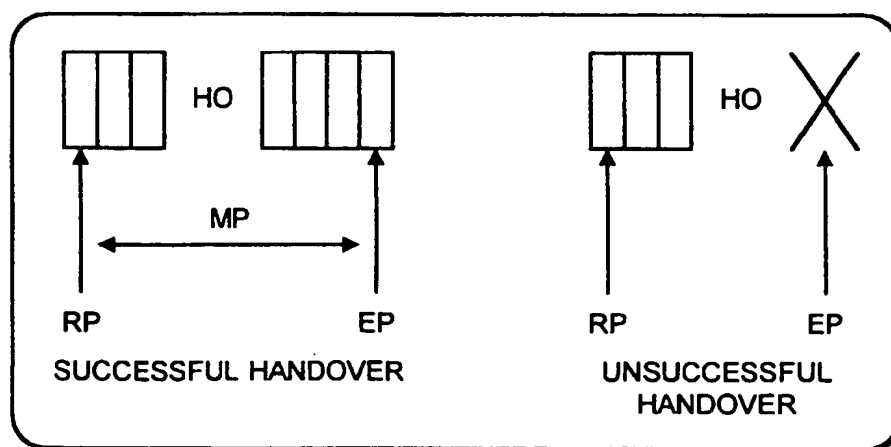 HO
MP
RP
EP
SUCCESSFUL HANDOVER
HO
RP
EP
UNSUCCESSFUL
HANDOVER